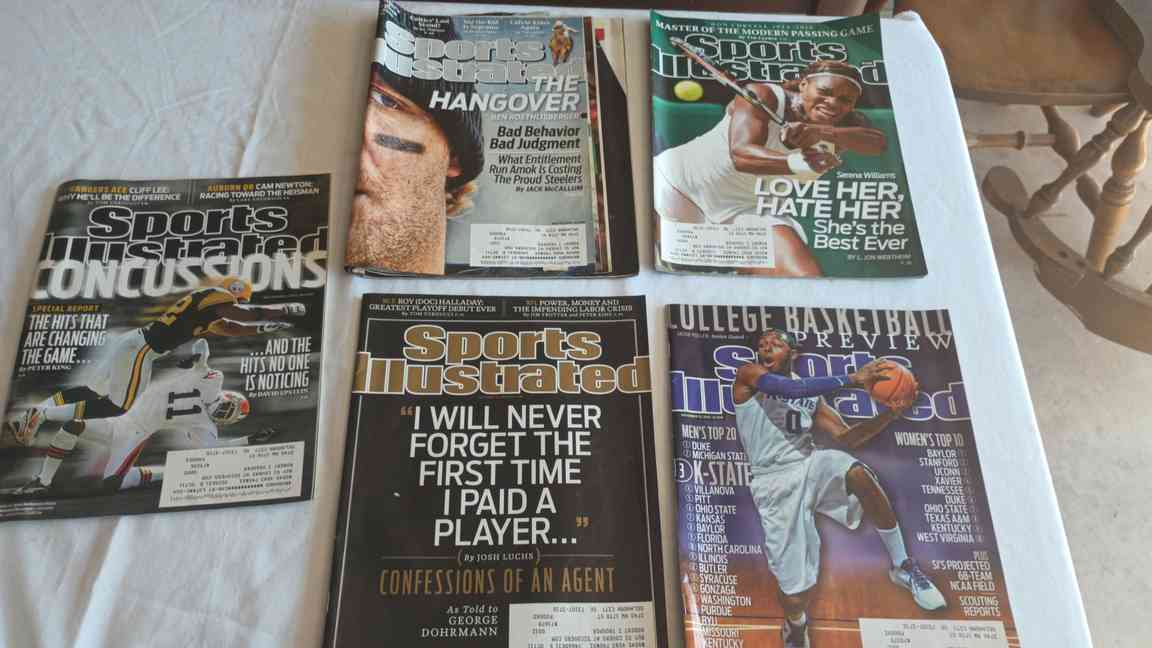 RANGERS ACE CLIFF LEE:
WHY HE'LL BE THE DIFFERENCE
AUBURN QB CAM NEWTON:
RACING TOWARD THE HEISMAN
Sports
Illustrated
CONCUSSIONS
SPECIAL REPORT
THE HITS THAT
ARE CHANGING
THE GAME...
By PETER KING
...AND THE
HITS NO ONE
IS NOTICING
By DAVID EPSTEIN
11
Sports
Illustrated
THE
HANGOVER
BEN ROETHLISBERGER
Bad Behavior
Bad Judgment
What Entitlement
Run Amok Is Costing
The Proud Steelers
By JACK McCALLUM
MASTER OF THE MODERN PASSING GAME
Sports
Illustrated
Serena Williams
LOVE HER,
HATE HER
She's the
Best Ever
BY L. JON WERTHEIM
ROY (DOC) HALLADAY:
GREATEST PLAYOFF DEBUT EVER
By TOM VERDUCCI
NFL POWER, MONEY AND
THE IMPENDING LABOR CRISIS
Sports
Illustrated
"I WILL NEVER
FORGET THE
FIRST TIME
I PAID A
PLAYER..."
(By JOSH LUCHS)
CONFESSIONS OF AN AGENT
As Told to
GEORGE
DOHRMANN
COLLEGE BASKETBALL
PREVIEW
Sports
Illustrated
0
MEN'S TOP 20
DUKE
MICHIGAN STATE
3 K-STATE
VILLANOVA
PITT
OHIO STATE
KANSAS
BAYLOR
FLORIDA
NORTH CAROLINA
ILLINOIS
BUTLER
SYRACUSE
GONZAGA
WASHINGTON
PURDUE
BYU
MISSOURI
KENTUCKY
WOMEN'S TOP 10
BAYLOR
STANFORD
UCONN
XAVIER
TENNESSEE
DUKE
OHIO STATE
TEXAS A&M
KENTUCKY
WEST VIRGINIA
PLUS
SI'S PROJECTED
68-TEAM
NCAA FIELD
SCOUTING
REPORTS